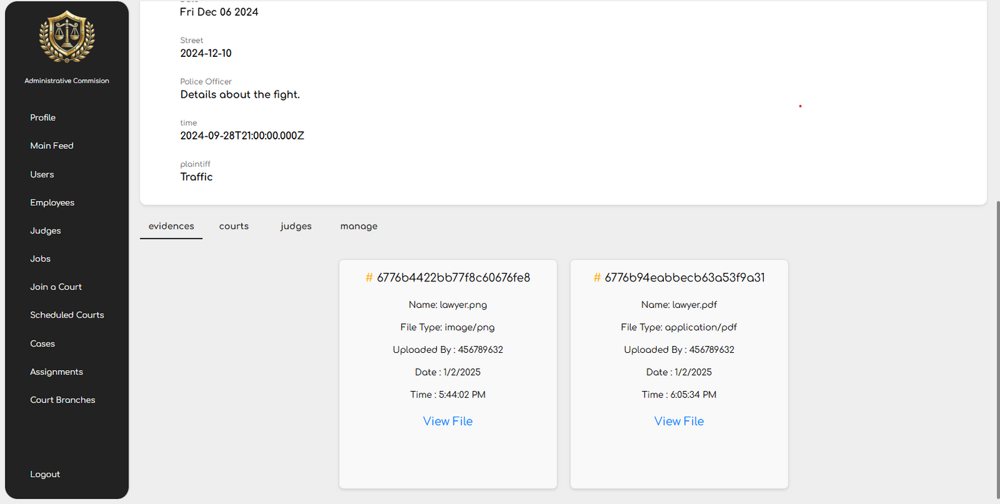 Administrative Commision
Profile
Main Feed
Users
Employees
Judges
Jobs
Join a Court
Scheduled Courts
Cases
Assignments
Court Branches
Logout
Fri Dec 06 2024
Street
2024-12-10
Police Officer
Details about the fight.
time
2024-09-28T21:00:00.000Z
plaintiff
Traffic
evidences courts judges manage
# 6776b4422bb77f8c60676fe8
Name: lawyer.png
File Type: image/png
Uploaded By : 456789632
Date : 1/2/2025
Time : 5:44:02 PM
View File
# 6776b94eabbecb63a53f9a31
Name: lawyer.pdf
File Type: application/pdf
Uploaded By : 456789632
Date : 1/2/2025
Time : 6:05:34 PM
View File